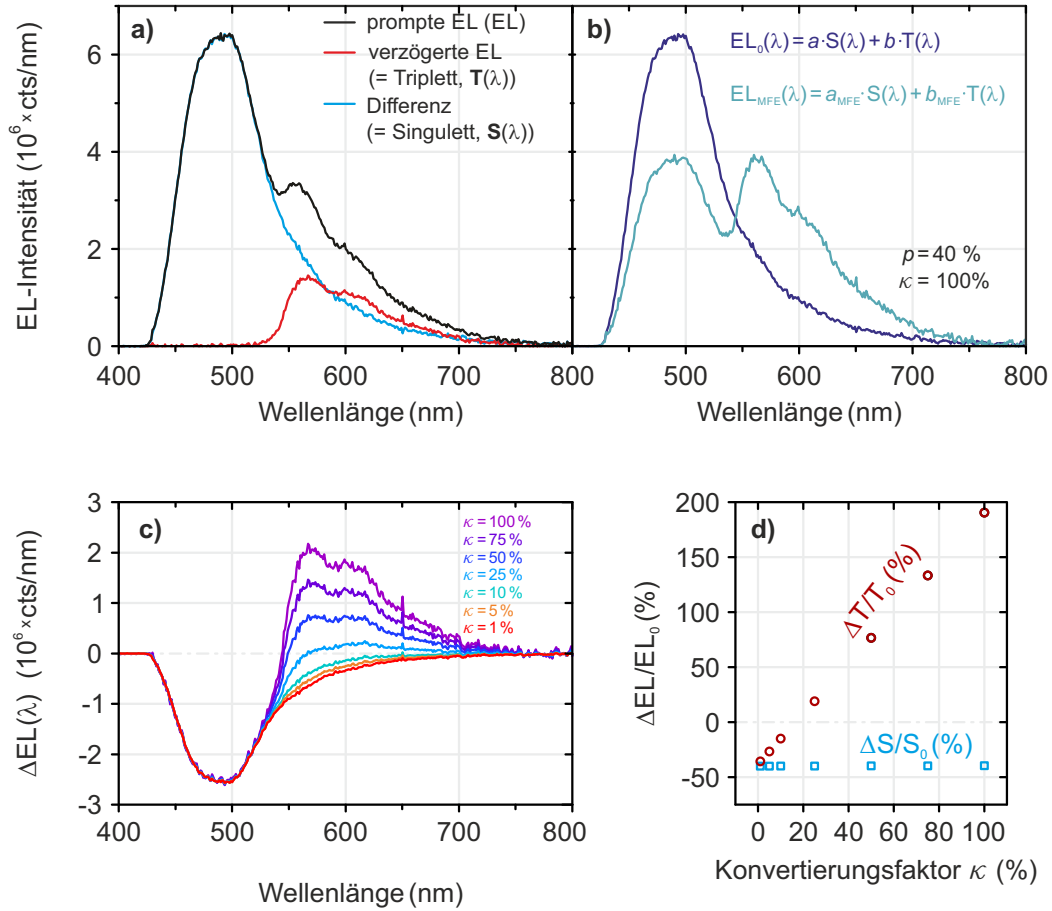 a)
prompte EL (EL)
verzögerte EL
(= Triplett, T(λ))
Differenz
(= Singulett, S(λ))
EL-Intensität (10⁶ × cts/nm)
6
4
2
0
400
500
600
700
800
Wellenlänge (nm)
b)
EL₀(λ) = a·S(λ) + b·T(λ)
EL_MFE(λ) = a_MFE·S(λ) + b_MFE·T(λ)
p = 40 %
κ = 100%
500
600
700
800
Wellenlänge (nm)
c)
κ = 100 %
κ = 75 %
κ = 50 %
κ = 25 %
κ = 10 %
κ = 5 %
κ = 1 %
ΔEL(λ) (10⁶ × cts/nm)
3
2
1
0
-1
-2
-3
400
500
600
700
800
Wellenlänge (nm)
d)
ΔT/T₀ (%)
ΔS/S₀ (%)
ΔEL/EL₀ (%)
200
150
100
50
0
-50
0
20
40
60
80
100
Konvertierungsfaktor κ (%)